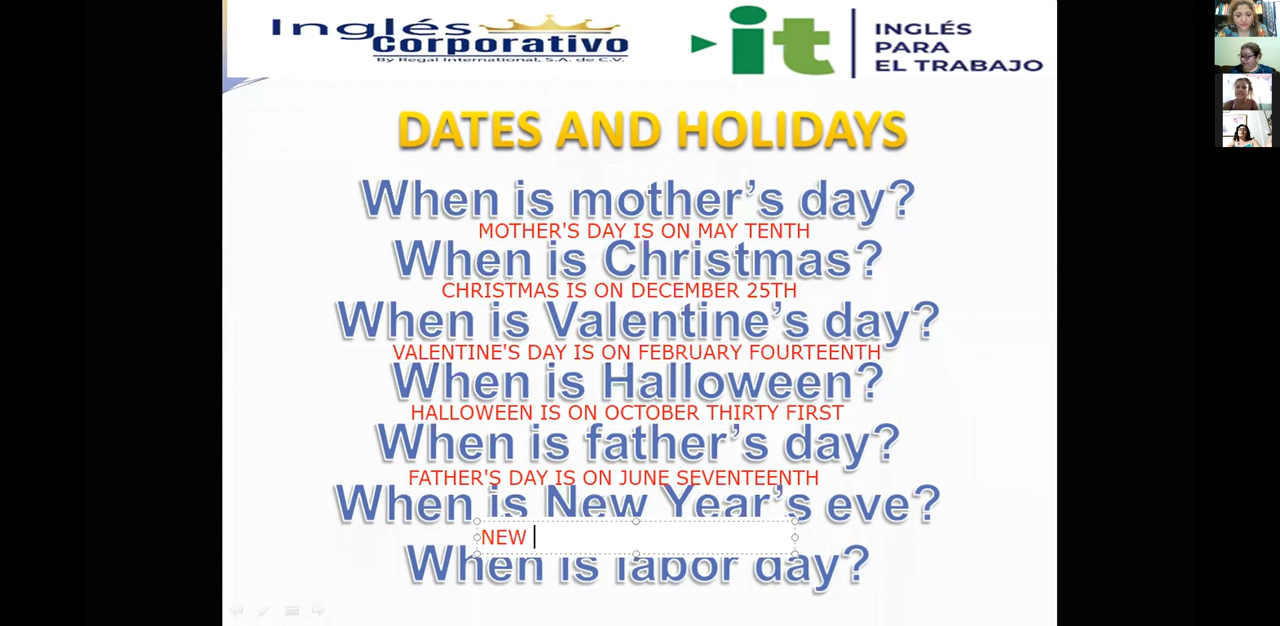 Inglés
Corporativo
By Regal International, S.A. de C.V.
it
INGLÉS
PARA
EL TRABAJO
DATES AND HOLIDAYS
When is mother's day?
MOTHER'S DAY IS ON MAY TENTH
When is Christmas?
CHRISTMAS IS ON DECEMBER 25TH
When is Valentine's day?
VALENTINE'S DAY IS ON FEBRUARY FOURTEENTH
When is Halloween?
HALLOWEEN IS ON OCTOBER THIRTY FIRST
When is father's day?
FATHER'S DAY IS ON JUNE SEVENTEENTH
When is New Year's eve?
NEW
When is labor day?